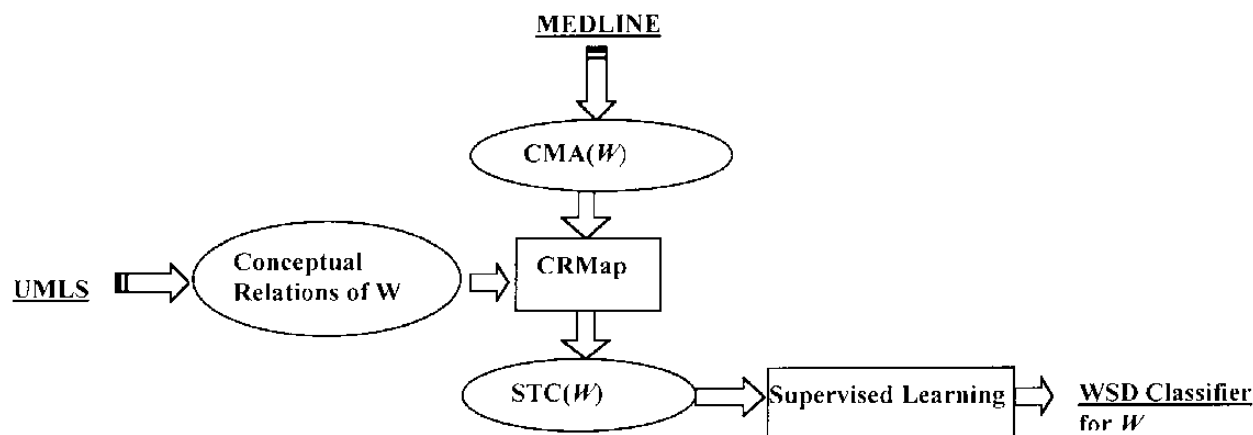 MEDLINE
CMA(W)
Conceptual
Relations of W
CRMap
UMLS
STC(W)
Supervised Learning
WSD Classifier
for W